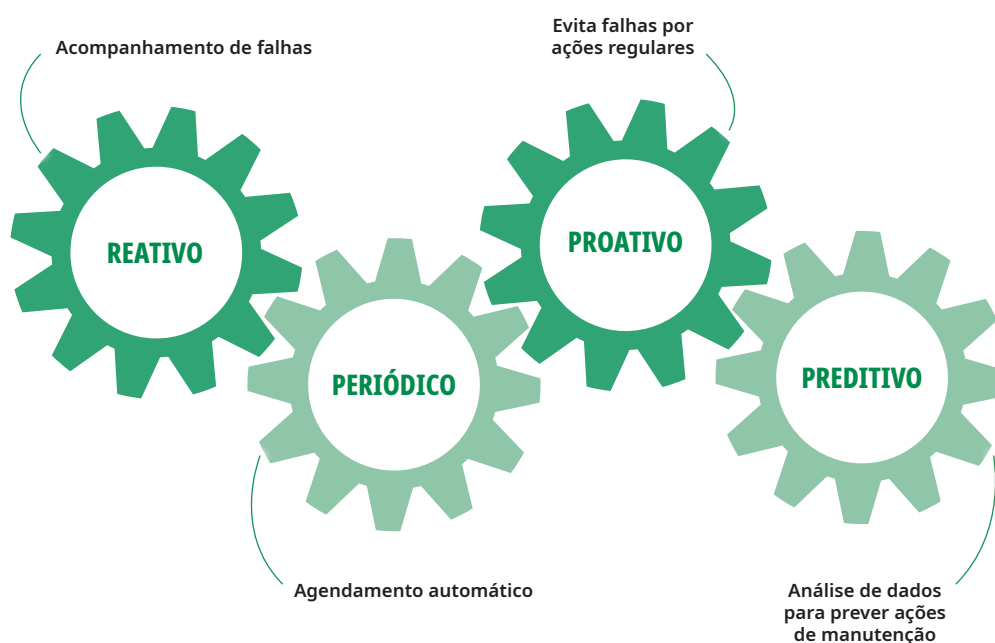 Acompanhamento de falhas
Evita falhas por
ações regulares
REATIVO
PROATIVO
PERIÓDICO
PREDITIVO
Agendamento automático
Análise de dados
para prever ações
de manutenção